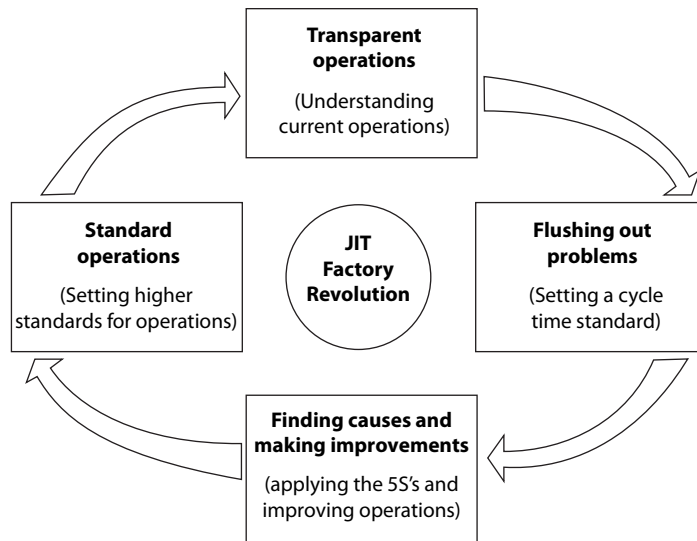 Transparent
operations
(Understanding
current operations)
Standard
operations
(Setting higher
standards for operations)
JIT
Factory
Revolution
Flushing out
problems
(Setting a cycle
time standard)
Finding causes and
making improvements
(applying the 5S's and
improving operations)